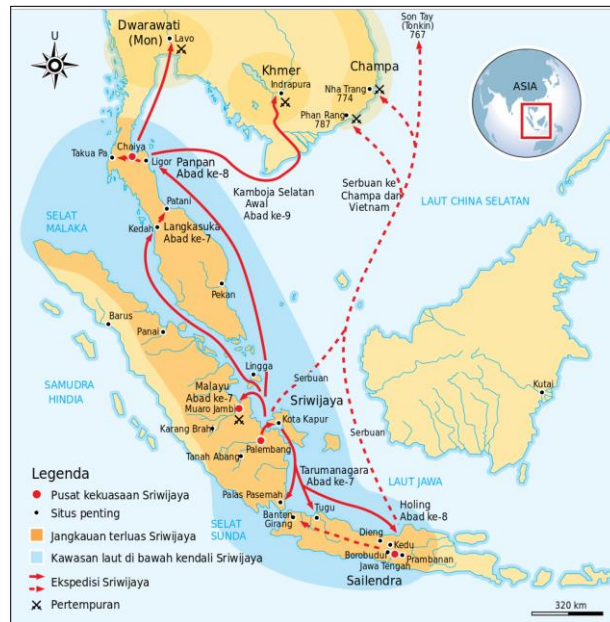 Son Tay
(Tonkin)
767
Dwarawati
(Mon)
Lavo
U
Khmer
Indrapura
Champa
Nha Trang
774
Phan Rang
787
ASIA
Takua Pa
Chaiya
Ligor
Panpan
Abad ke-8
Kamboja Selatan
Awal
Abad ke-9
Serbuan ke
Champa dan
Vietnam
LAUT CHINA SELATAN
SELAT
MALAKA
Patani
Langkasuka
Abad ke-7
Kedah
Pekan
Barus
Panai
Lingga
SAMUDRA
HINDIA
Malayu
Abad ke-7
Muaro Jambi
Serbuan
Sriwijaya
Kota Kapur
Kutai
Karang Brahi
Palembang
Tanah Abang
Serbuan
Tarumanagara
Abad ke-7
LAUT JAWA
Palas Pasemah
Tugu
Holing
Abad ke-8
SELAT
SUNDA
Banten
Girang
Dieng
Kedu
Borobudur
Prambanan
Jawa Tengah
Sailendra
Legenda
Pusat kekuasaan Sriwijaya
Situs penting
Jangkauan terluas Sriwijaya
Kawasan laut di bawah kendali Sriwijaya
Ekspedisi Sriwijaya
Pertempuran
320 km